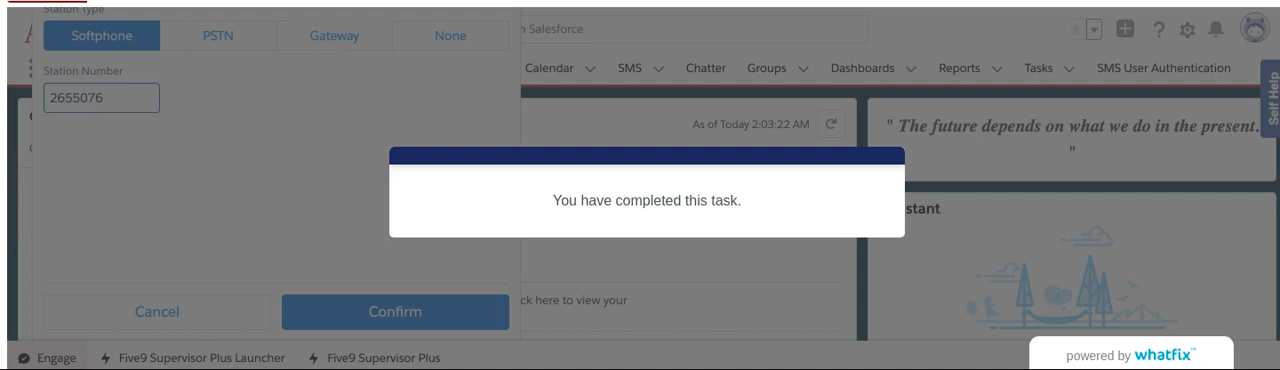 Station Type
Softphone PSTN Gateway None
Station Number
2655076
Cancel Confirm
n Salesforce
Calendar SMS Chatter Groups Dashboards Reports Tasks SMS User Authentication
Self Help
As of Today 2:03:22 AM
" The future depends on what we do in the present.
"
You have completed this task.
stant
ck here to view your
Engage Five9 Supervisor Plus Launcher Five9 Supervisor Plus
powered by whatfix™